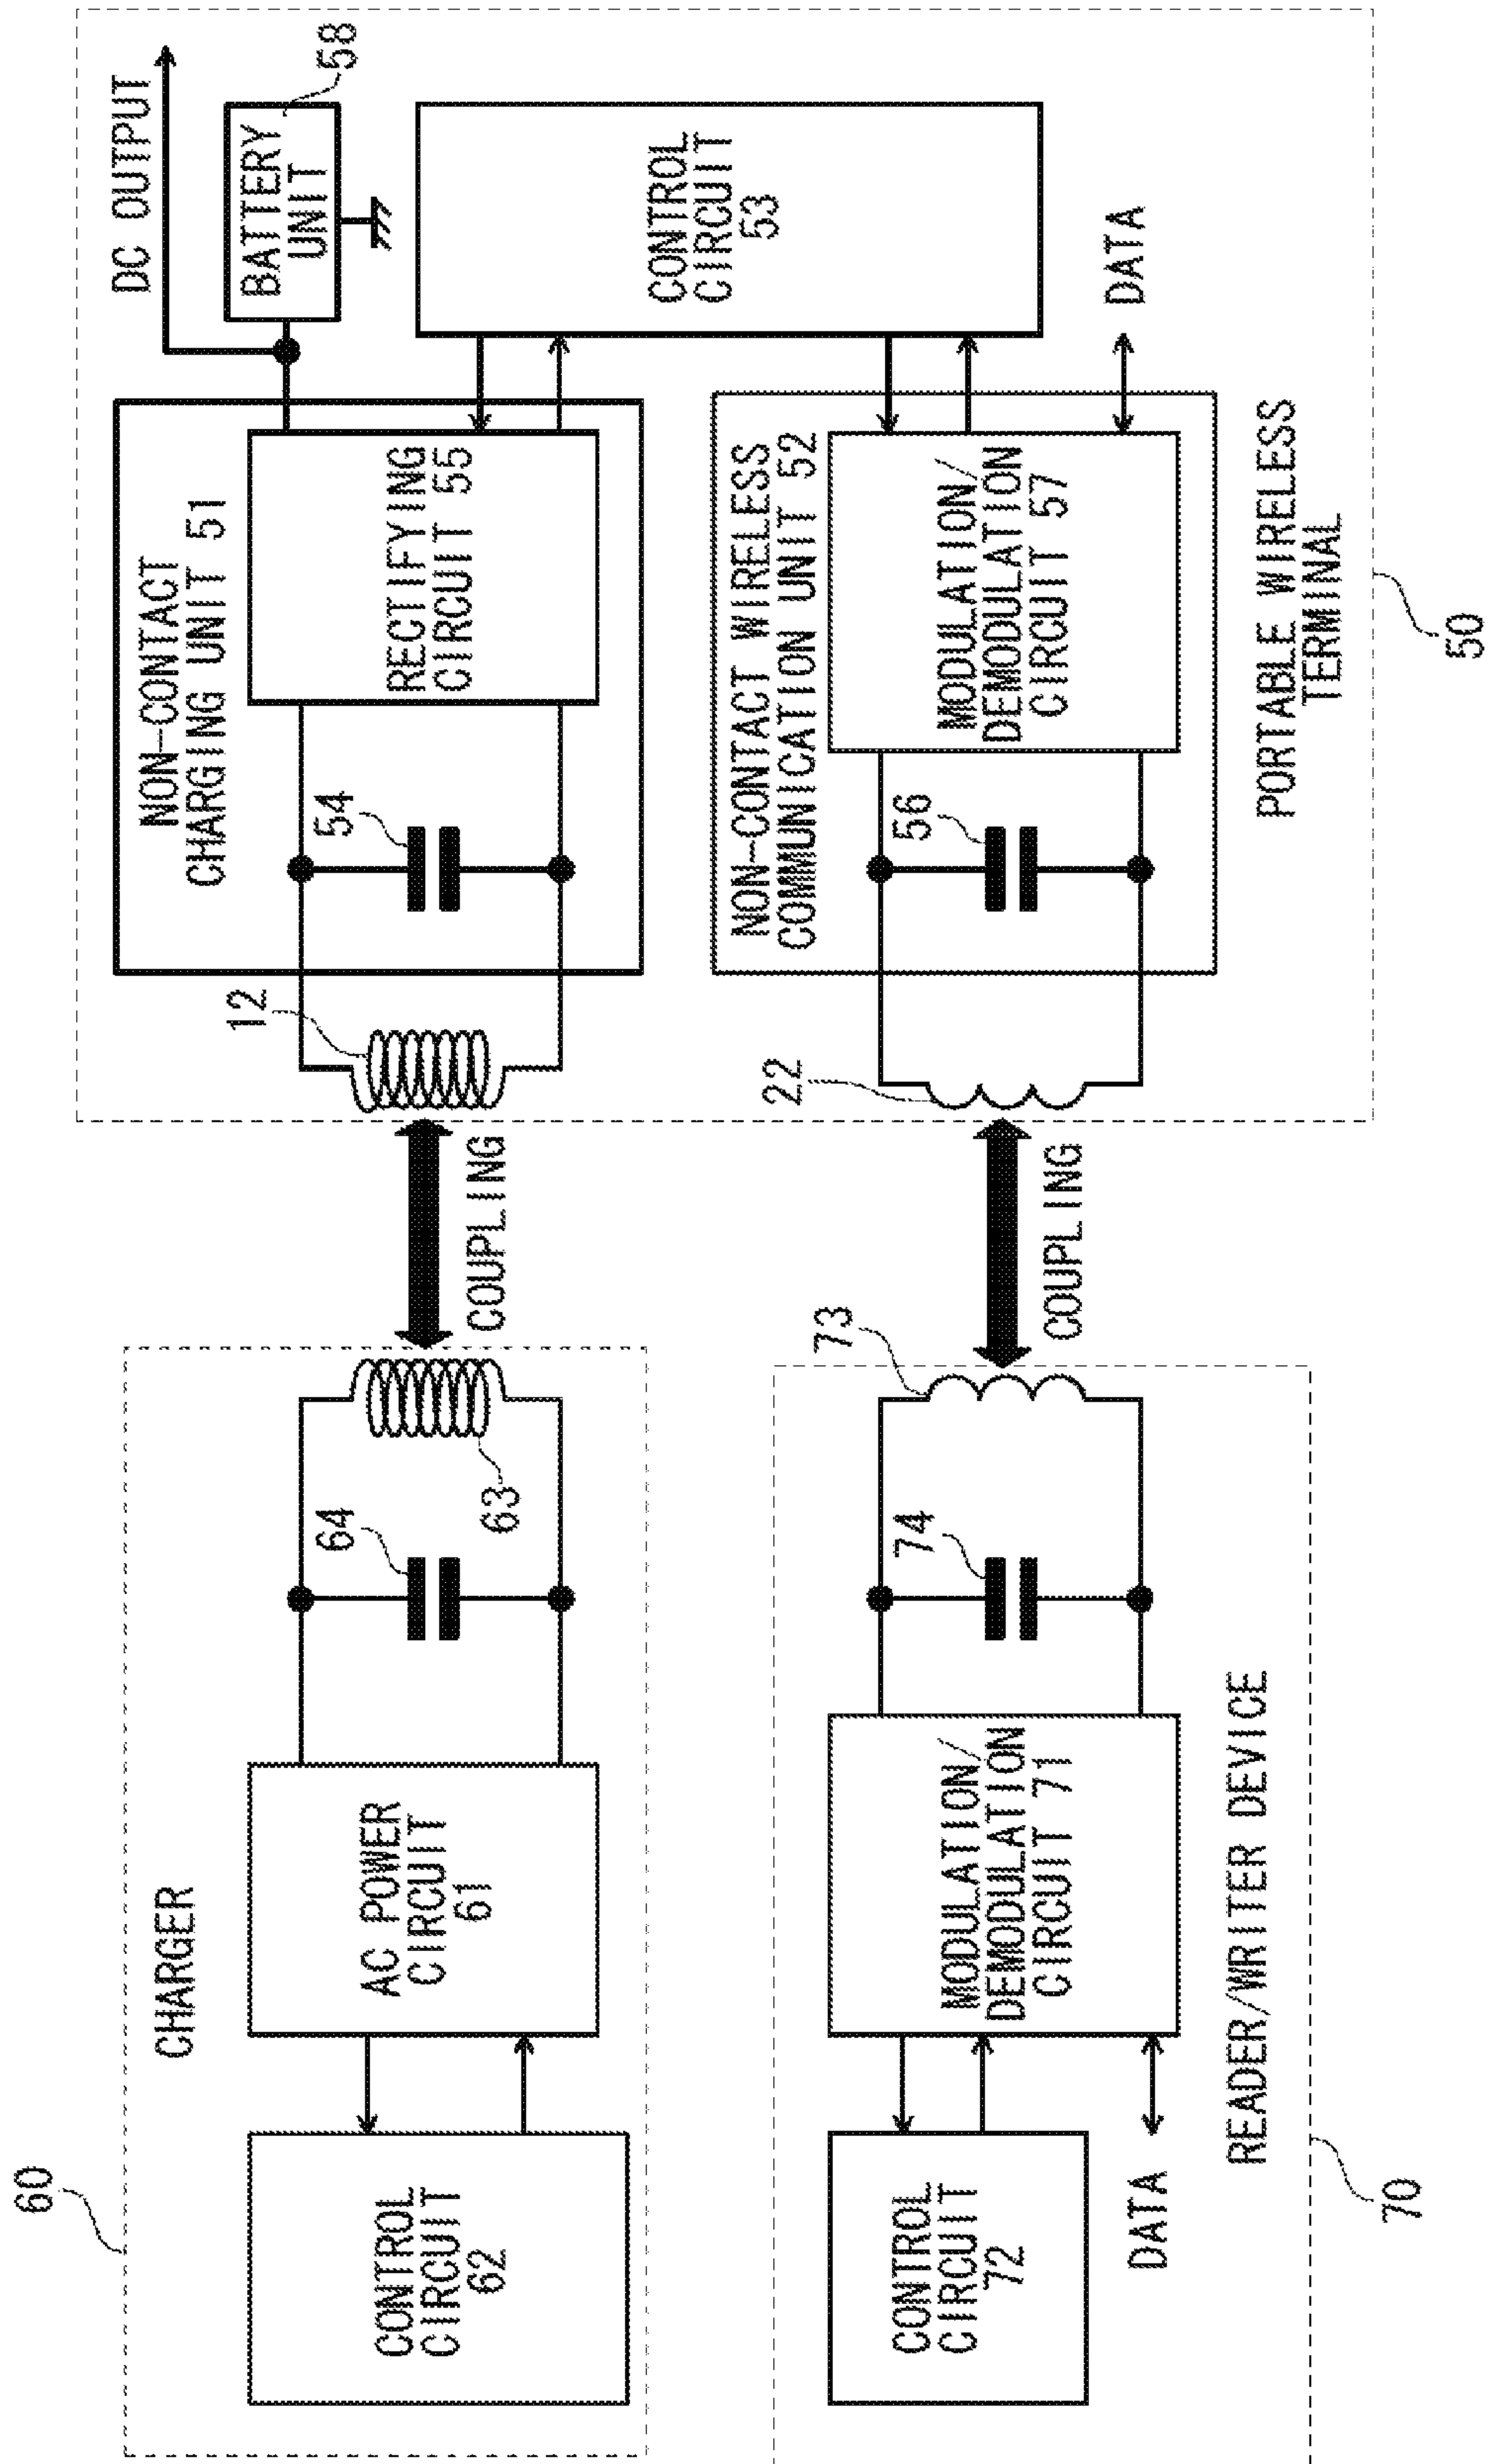 60
CHARGER
CONTROL
CIRCUIT
62
AC POWER
CIRCUIT
61
64
63
COUPLING
12
NON-CONTACT
CHARGING UNIT 51
54
RECTIFYING
CIRCUIT 55
DC OUTPUT
BATTERY
UNIT
58
CONTROL
CIRCUIT
53
CONTROL
CIRCUIT
72
DATA
MODULATION/
DEMODULATION
CIRCUIT 71
74
73
READER/WRITER DEVICE
70
COUPLING
22
NON-CONTACT WIRELESS
COMMUNICATION UNIT 52
56
MODULATION/
DEMODULATION
CIRCUIT 57
DATA
PORTABLE WIRELESS
TERMINAL
50